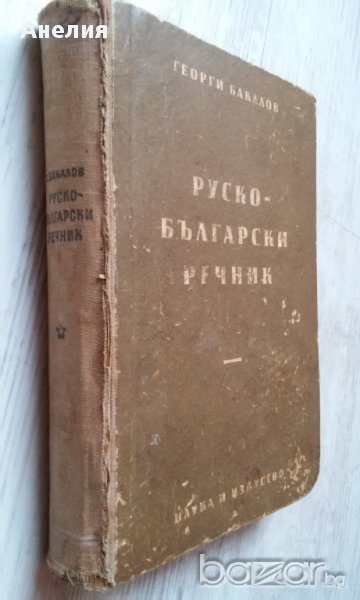 Анелия
ГЕОРГИ БАКАЛОВ
РУСКО-
БЪЛГАРСКИ
РЕЧНИК
НАУКА И ИЗКУСТВО
БАКАЛОВ
РУСКО-
БЪЛГАРСКИ
РЕЧНИК
bazar.bg